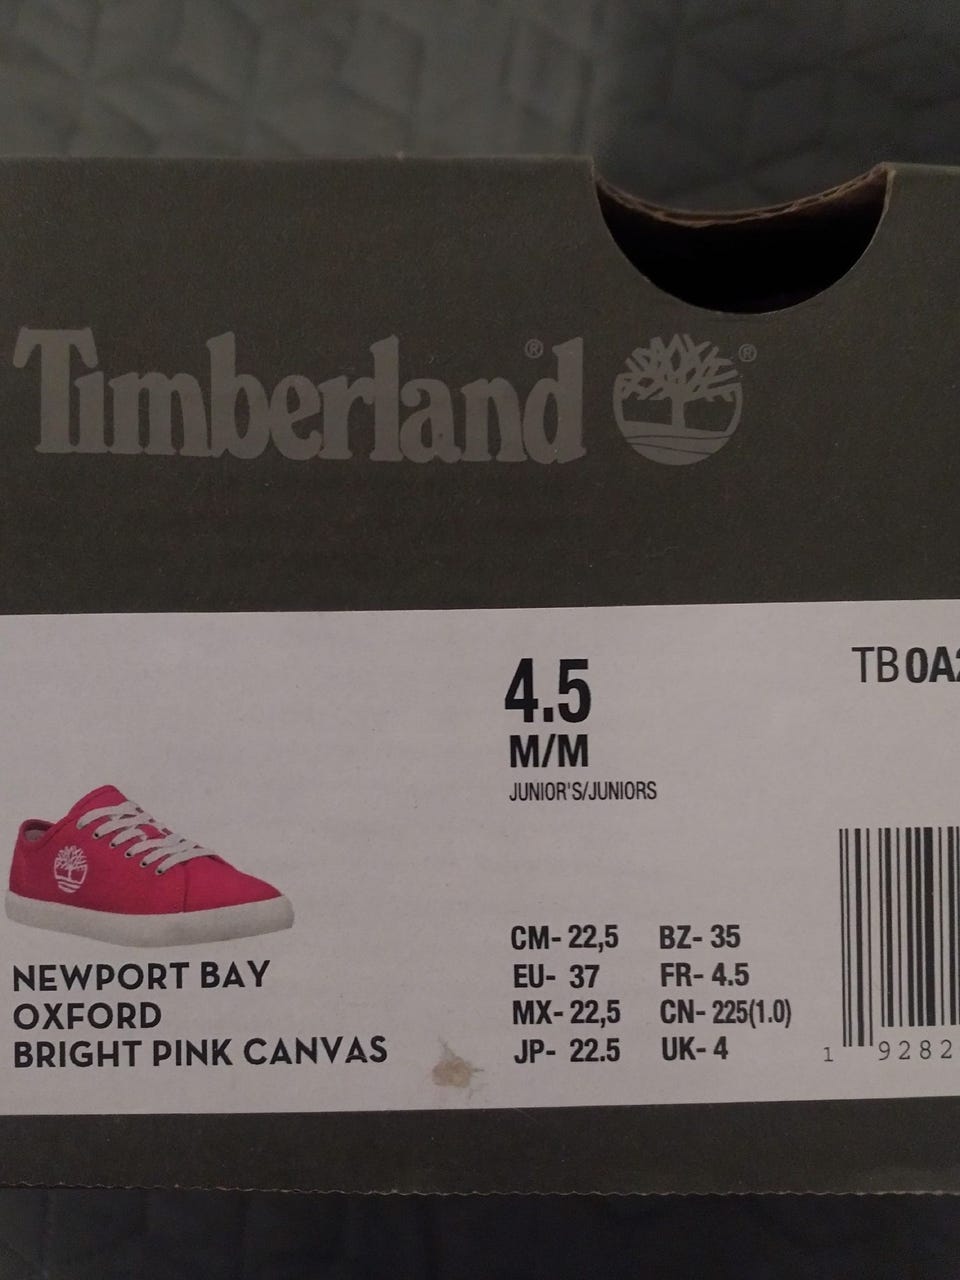 Timberland®
®
4.5
M/M
JUNIOR'S/JUNIORS
TB0A
NEWPORT BAY
OXFORD
BRIGHT PINK CANVAS
CM- 22,5 BZ- 35
EU- 37 FR- 4.5
MX- 22,5 CN- 225(1.0)
JP- 22.5 UK- 4
1 9282